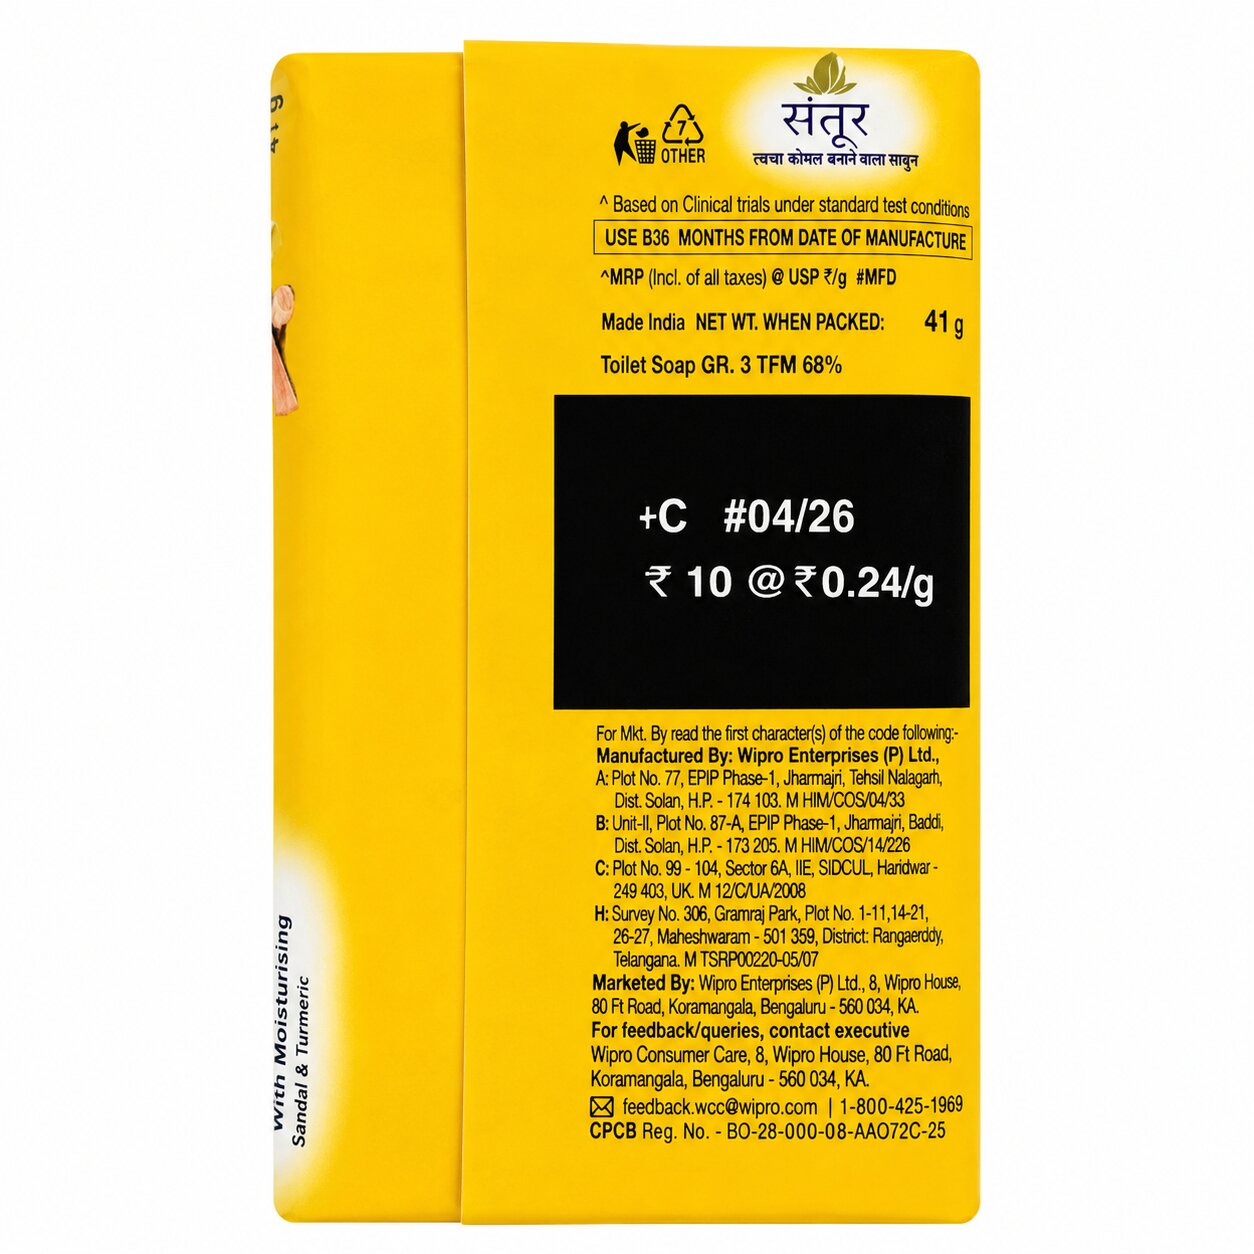 41g
With Moisturising
Sandal & Turmeric
7
OTHER
संतूर
त्वचा कोमल बनाने वाला साबुन
^ Based on Clinical trials under standard test conditions
USE B36 MONTHS FROM DATE OF MANUFACTURE
^MRP (Incl. of all taxes) @ USP ₹/g #MFD
Made India NET WT. WHEN PACKED: 41 g
Toilet Soap GR. 3 TFM 68%
+C #04/26
₹ 10 @ ₹0.24/g
For Mkt. By read the first character(s) of the code following:-
Manufactured By: Wipro Enterprises (P) Ltd.,
A: Plot No. 77, EPIP Phase-1, Jharmajri, Tehsil Nalagarh,
Dist. Solan, H.P. - 174 103. M HIM/COS/04/33
B: Unit-II, Plot No. 87-A, EPIP Phase-1, Jharmajri, Baddi,
Dist. Solan, H.P. - 173 205. M HIM/COS/14/226
C: Plot No. 99 - 104, Sector 6A, IIE, SIDCUL, Haridwar -
249 403, UK. M 12/C/UA/2008
H: Survey No. 306, Gramraj Park, Plot No. 1-11,14-21,
26-27, Maheshwaram - 501 359, District: Rangaerddy,
Telangana. M TSRP00220-05/07
Marketed By: Wipro Enterprises (P) Ltd., 8, Wipro House,
80 Ft Road, Koramangala, Bengaluru - 560 034, KA.
For feedback/queries, contact executive
Wipro Consumer Care, 8, Wipro House, 80 Ft Road,
Koramangala, Bengaluru - 560 034, KA.
feedback.wcc@wipro.com | 1-800-425-1969
CPCB Reg. No. - BO-28-000-08-AAO72C-25